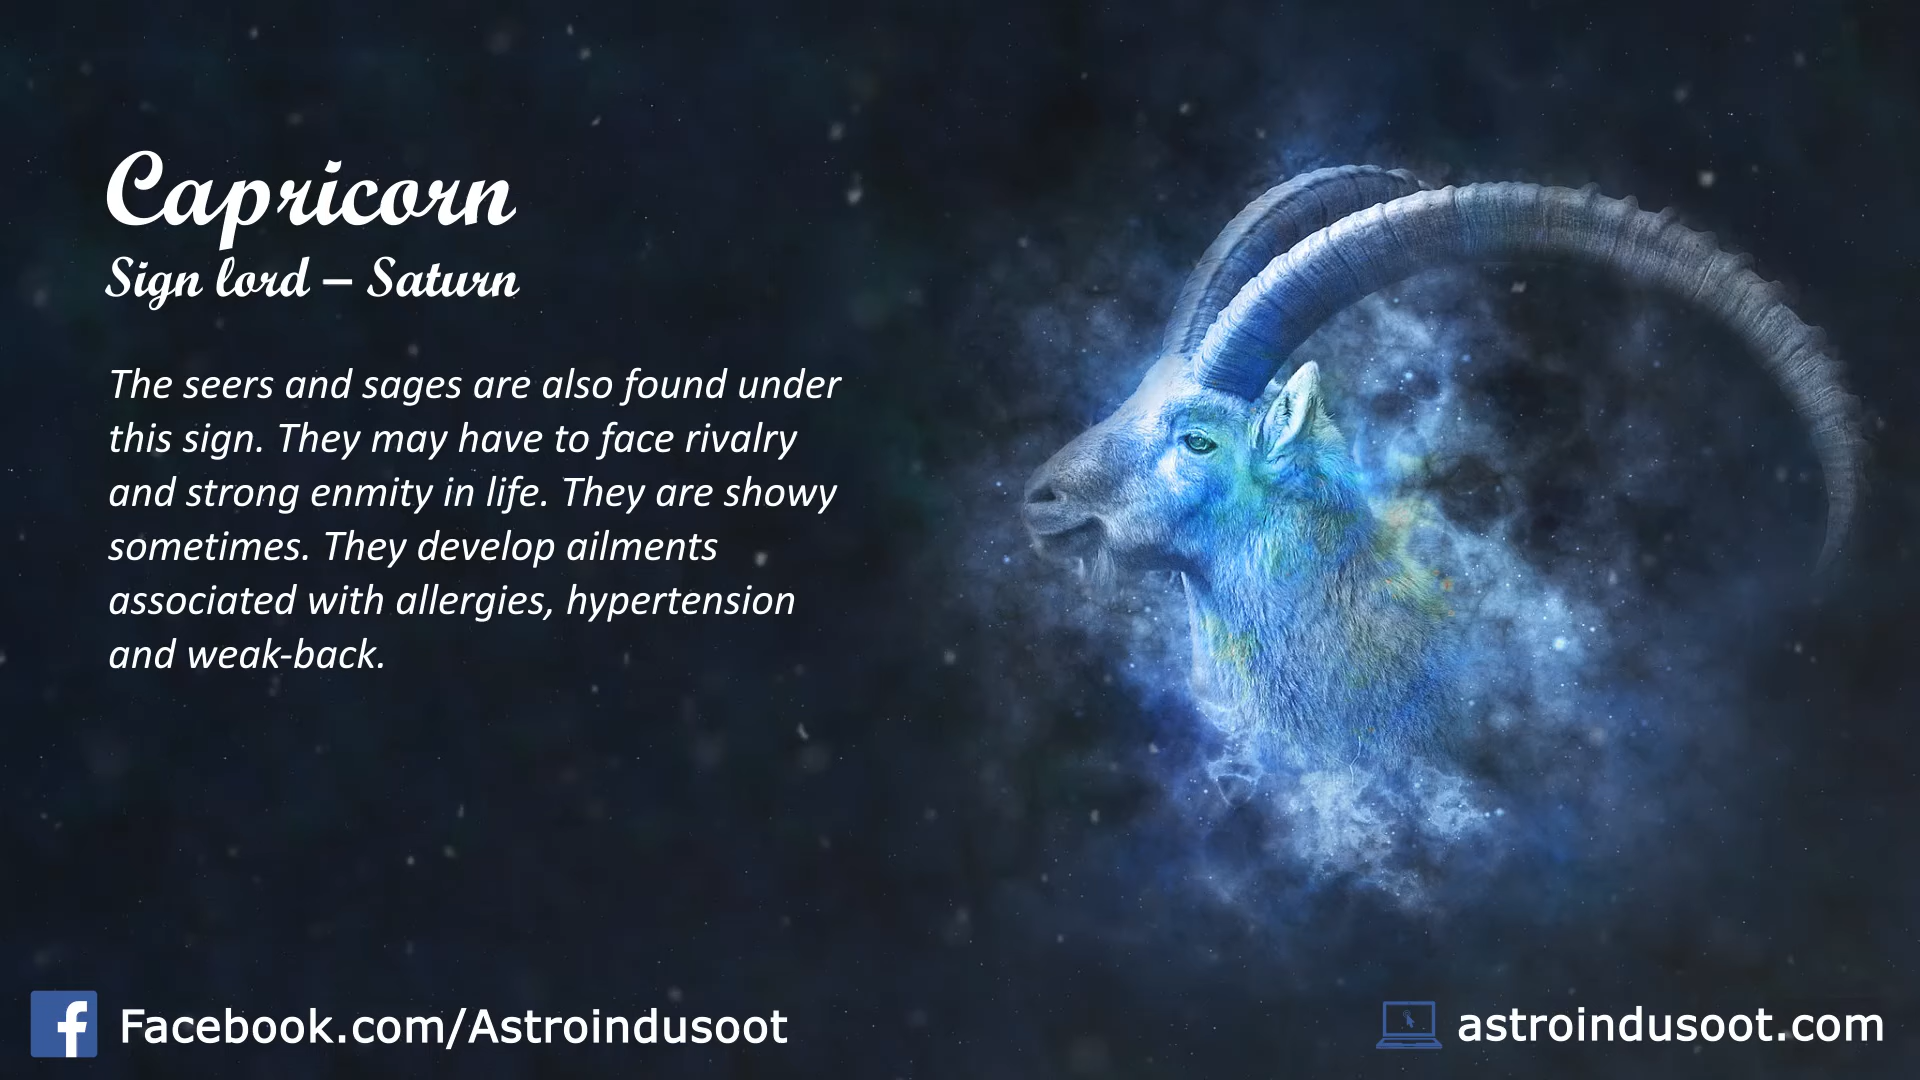 Capricorn
Sign lord – Saturn
The seers and sages are also found under
this sign. They may have to face rivalry
and strong enmity in life. They are showy
sometimes. They develop ailments
associated with allergies, hypertension
and weak-back.
Facebook.com/Astroindusoot
astroindusoot.com